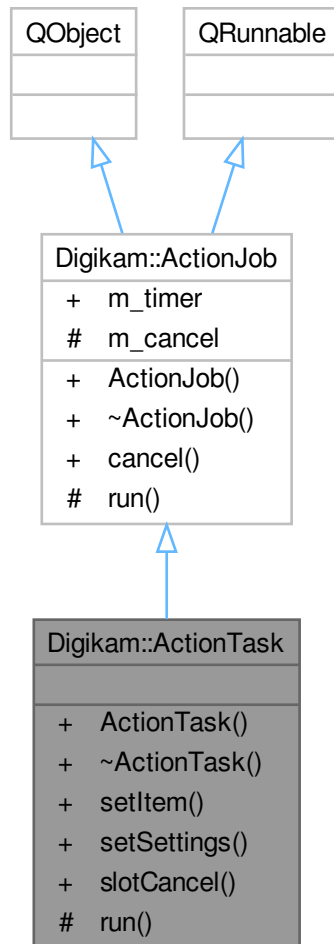 QObject
QRunnable
Digikam::ActionJob
+ m_timer
# m_cancel
+ ActionJob()
+ ~ActionJob()
+ cancel()
# run()
Digikam::ActionTask
+ ActionTask()
+ ~ActionTask()
+ setItem()
+ setSettings()
+ slotCancel()
# run()